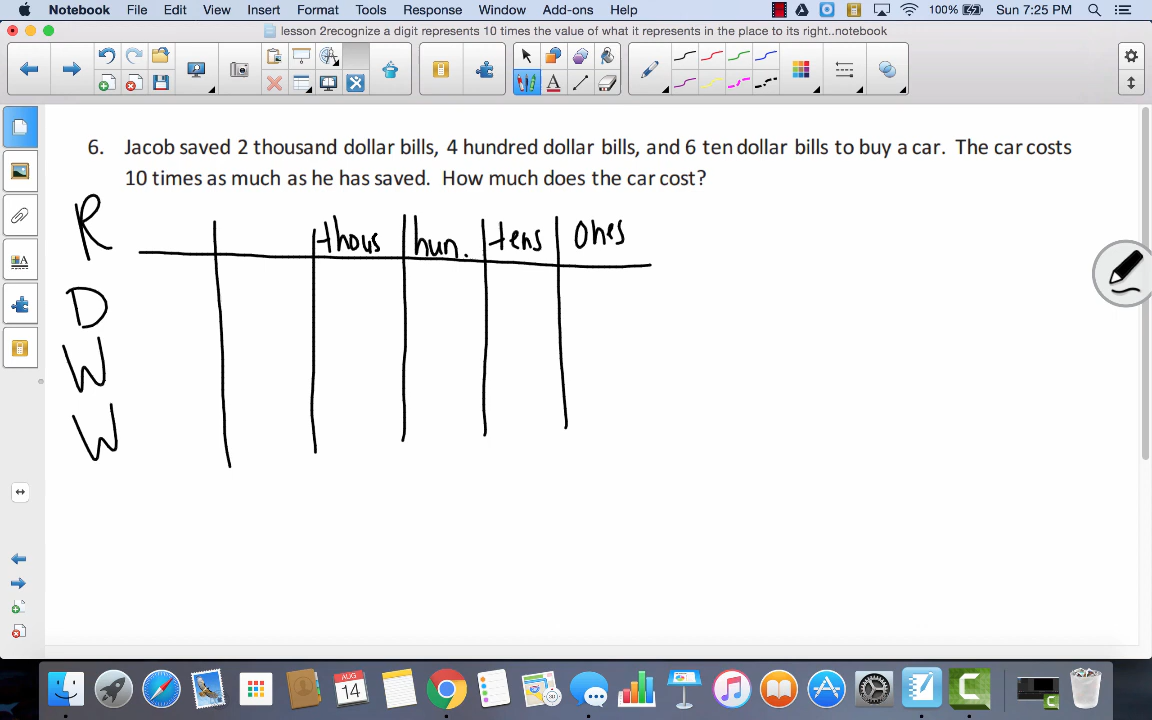 Notebook File Edit View Insert Format Tools Response Window Add-ons Help 100% Sun 7:25 PM
lesson 2recognize a digit represents 10 times the value of what it represents in the place to its right..notebook
6. Jacob saved 2 thousand dollar bills, 4 hundred dollar bills, and 6 ten dollar bills to buy a car. The car costs
10 times as much as he has saved. How much does the car cost?
R
thous hun. tens Ones
D
W
W
AUG
14